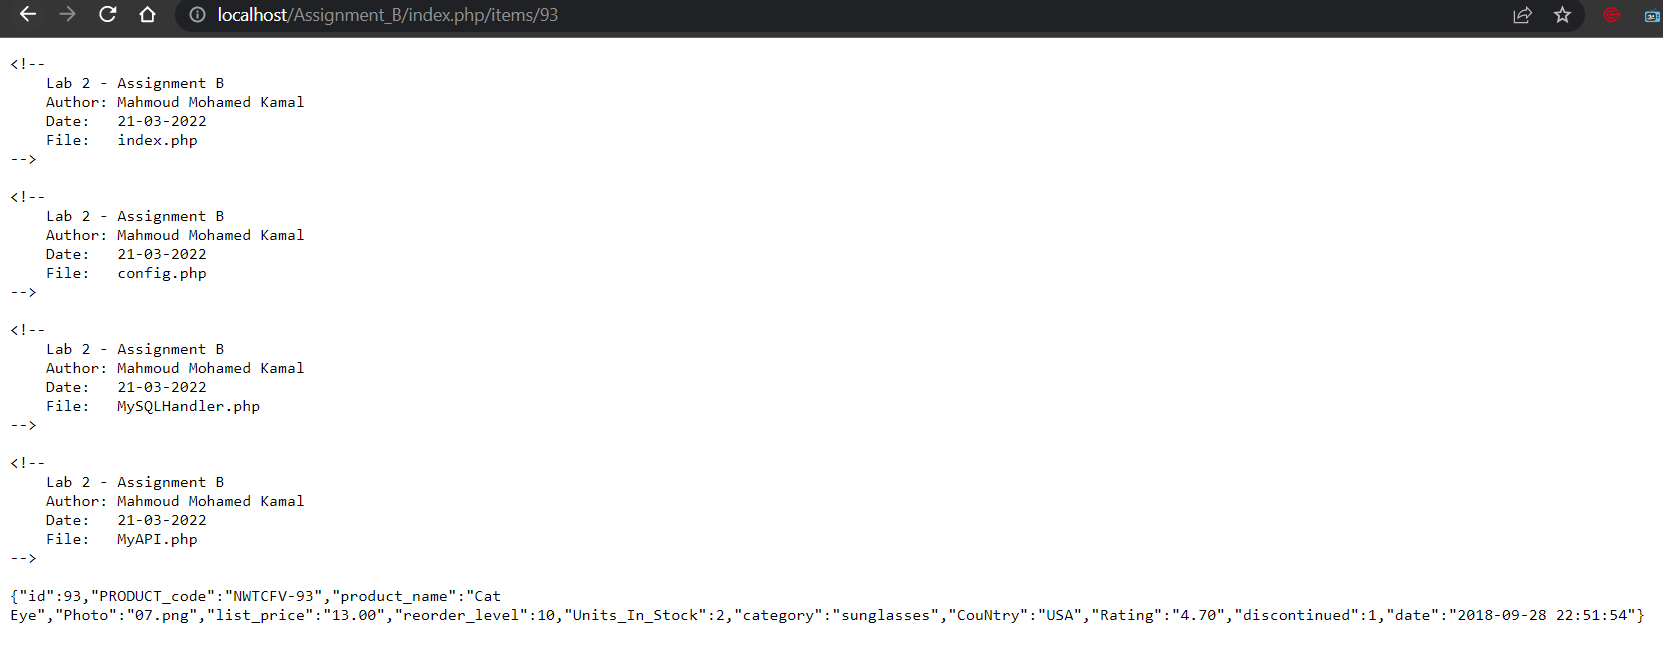 localhost/Assignment_B/index.php/items/93
<!--
    Lab 2 - Assignment B
    Author: Mahmoud Mohamed Kamal
    Date:   21-03-2022
    File:   index.php
-->
<!--
    Lab 2 - Assignment B
    Author: Mahmoud Mohamed Kamal
    Date:   21-03-2022
    File:   config.php
-->
<!--
    Lab 2 - Assignment B
    Author: Mahmoud Mohamed Kamal
    Date:   21-03-2022
    File:   MySQLHandler.php
-->
<!--
    Lab 2 - Assignment B
    Author: Mahmoud Mohamed Kamal
    Date:   21-03-2022
    File:   MyAPI.php
-->
{"id":93,"PRODUCT_code":"NWTCFV-93","product_name":"Cat
Eye","Photo":"07.png","list_price":"13.00","reorder_level":10,"Units_In_Stock":2,"category":"sunglasses","CouNtry":"USA","Rating":"4.70","discontinued":1,"date":"2018-09-28 22:51:54"}